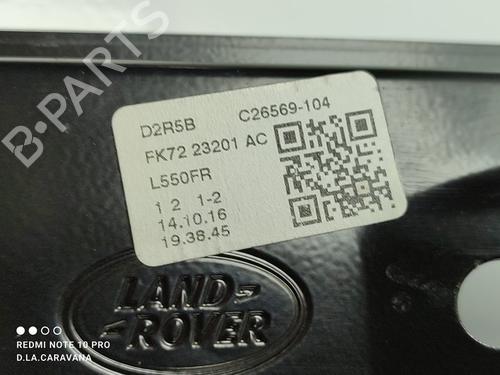 B-PARTS
D2R5B C26569-104
FK72 23201 AC
L550FR
1 2 1-2
14.10.16
19.38.45
LAND-
-ROVER
REDMI NOTE 10 PRO
D.LA.CARAVANA